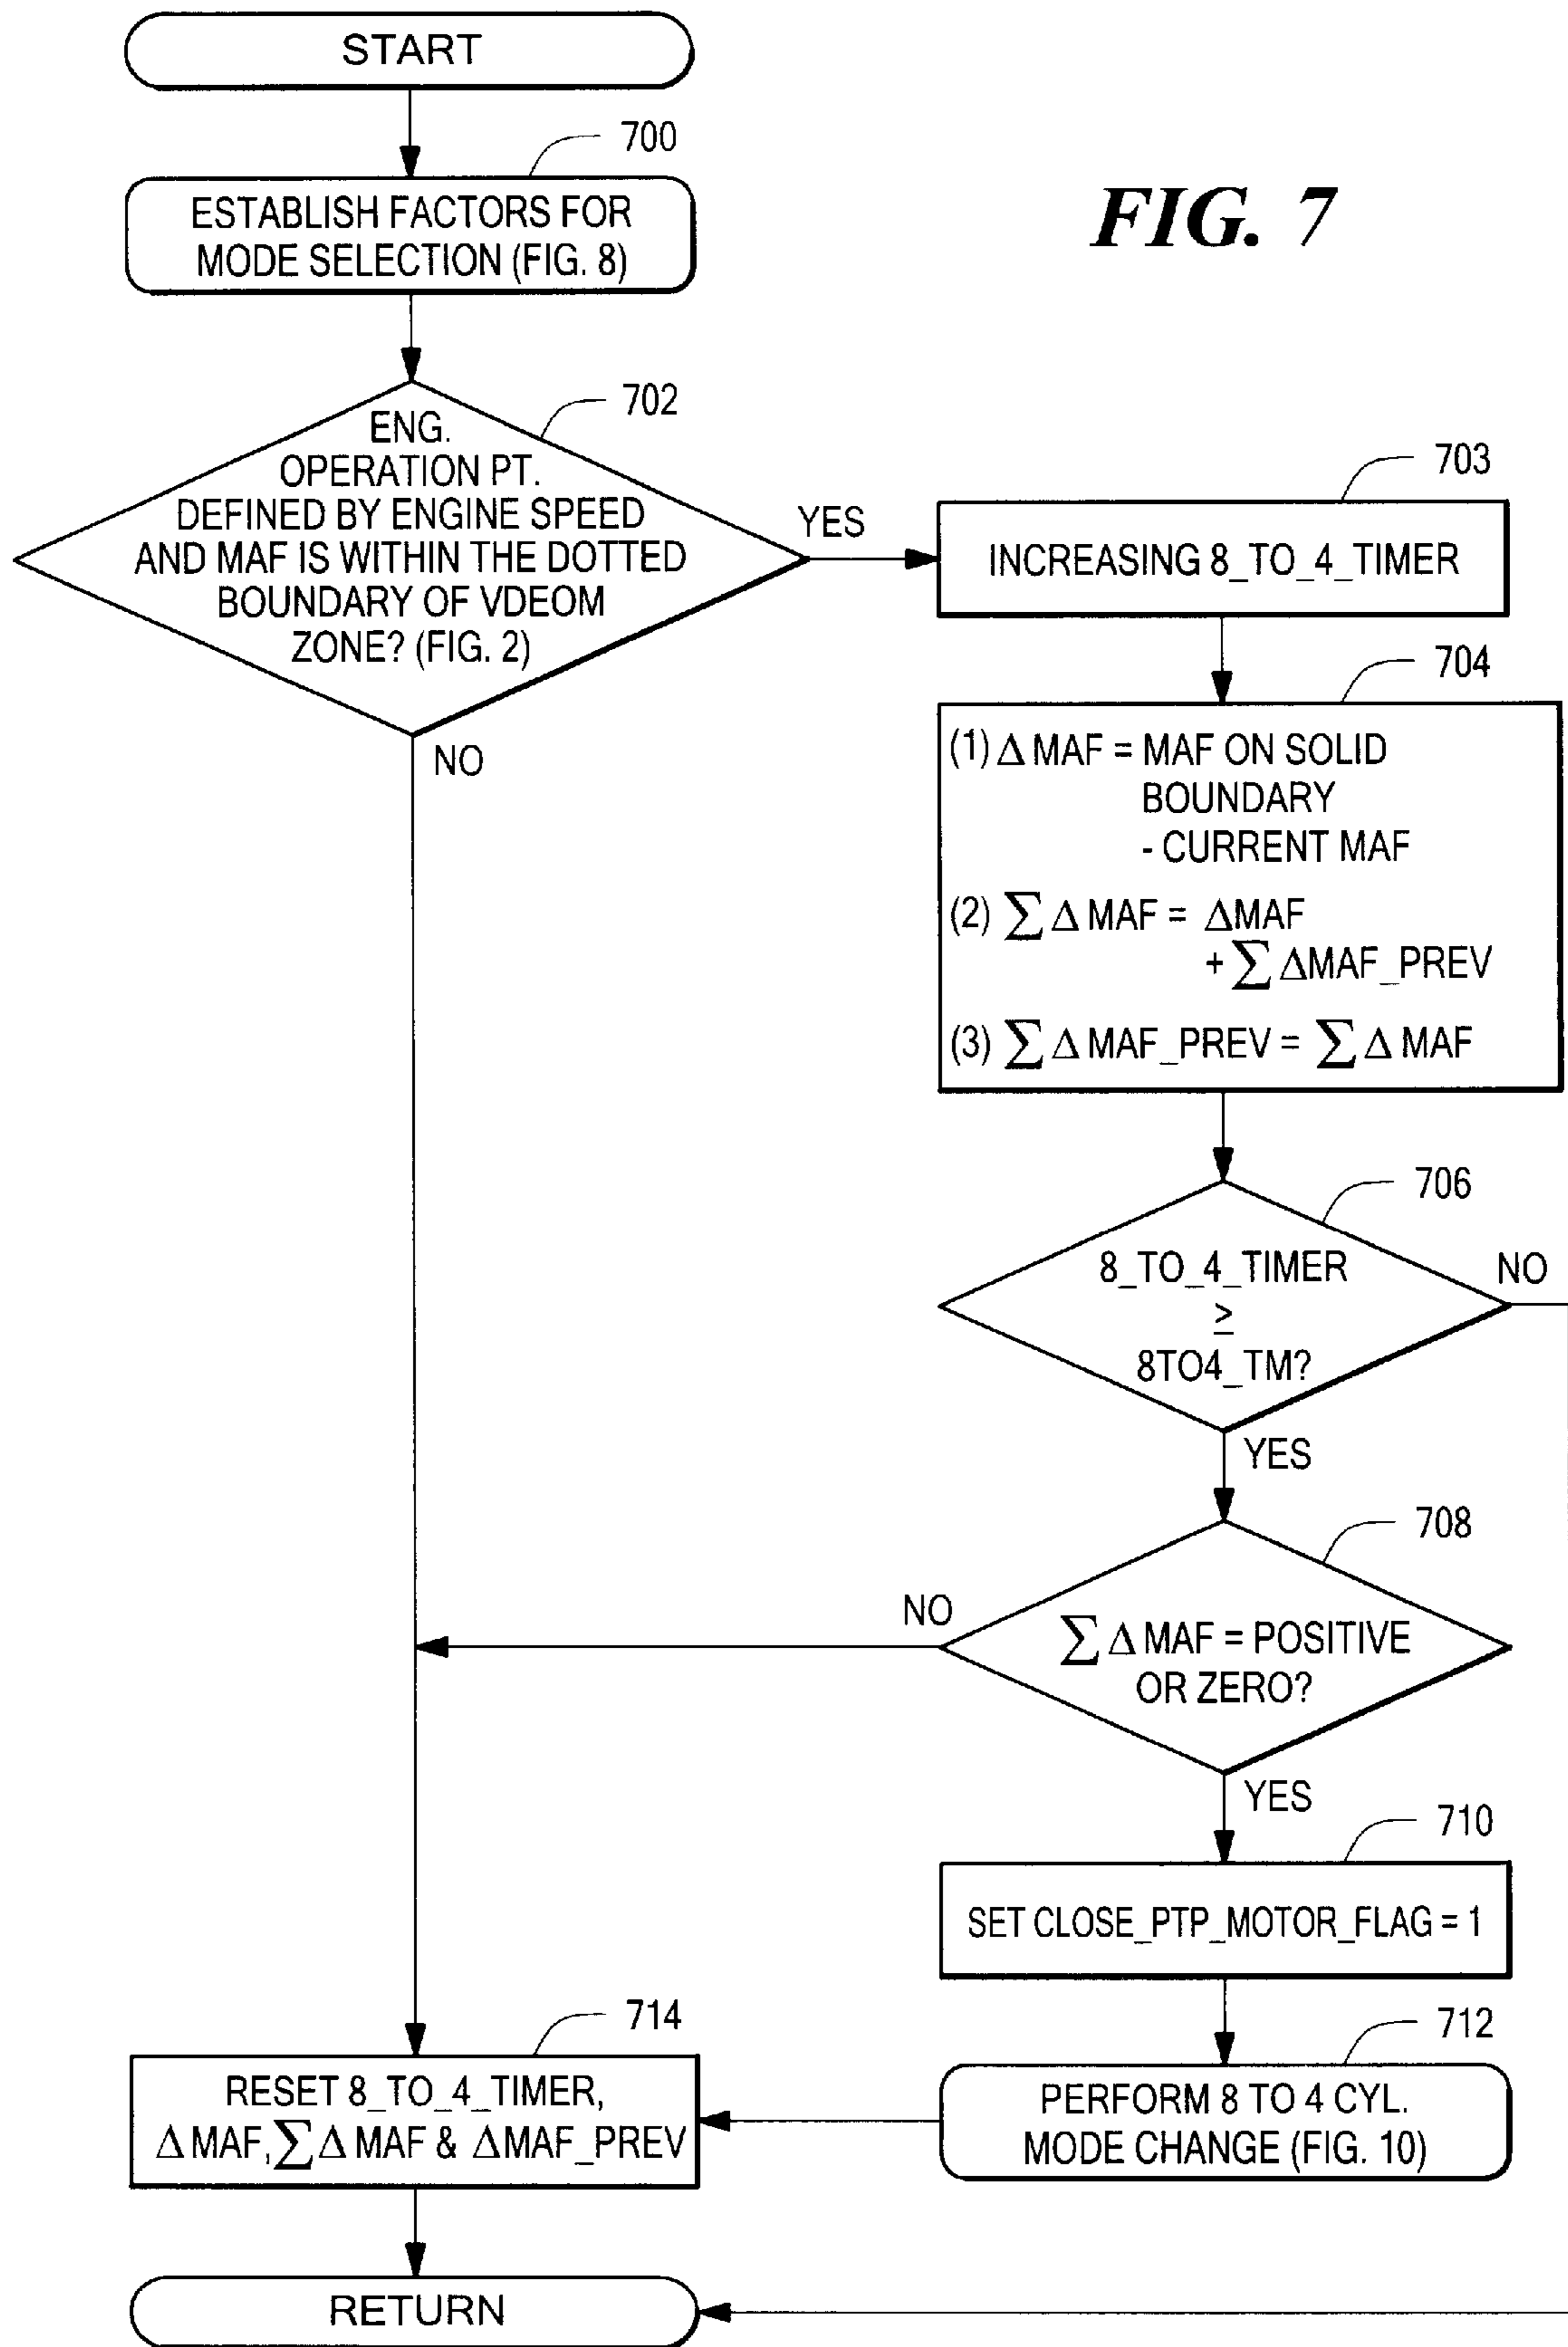 START
700
ESTABLISH FACTORS FOR
MODE SELECTION (FIG. 8)
FIG. 7
702
ENG.
OPERATION PT.
DEFINED BY ENGINE SPEED
AND MAF IS WITHIN THE DOTTED
BOUNDARY OF VDEOM
ZONE? (FIG. 2)
YES
NO
703
INCREASING 8_TO_4_TIMER
704
(1) Δ MAF = MAF ON SOLID
BOUNDARY
- CURRENT MAF
(2) ∑ Δ MAF = ΔMAF
+ ∑ ΔMAF_PREV
(3) ∑ Δ MAF_PREV = ∑ Δ MAF
706
8_TO_4_TIMER
≥
8TO4_TM?
NO
YES
708
∑ Δ MAF = POSITIVE
OR ZERO?
NO
YES
710
SET CLOSE_PTP_MOTOR_FLAG = 1
712
PERFORM 8 TO 4 CYL.
MODE CHANGE (FIG. 10)
714
RESET 8_TO_4_TIMER,
Δ MAF, ∑ Δ MAF & ΔMAF_PREV
RETURN